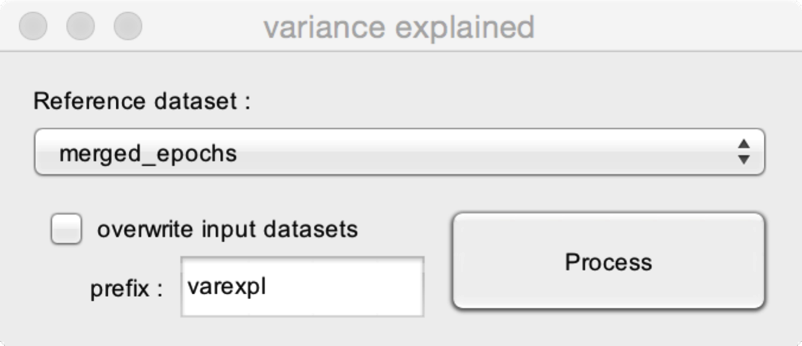 variance explained
Reference dataset :
merged_epochs
overwrite input datasets
prefix :
varexpl
Process